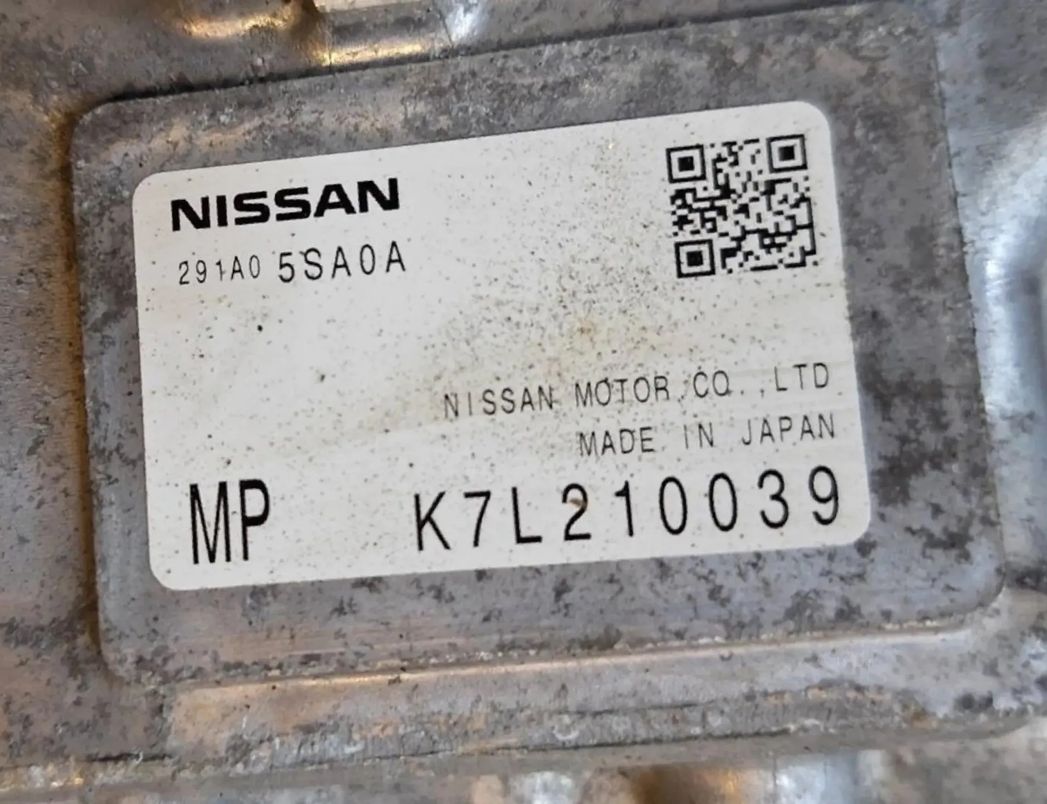 NISSAN
291A0 5SA0A
NISSAN MOTOR CO.,LTD
MADE IN JAPAN
MP K7L210039